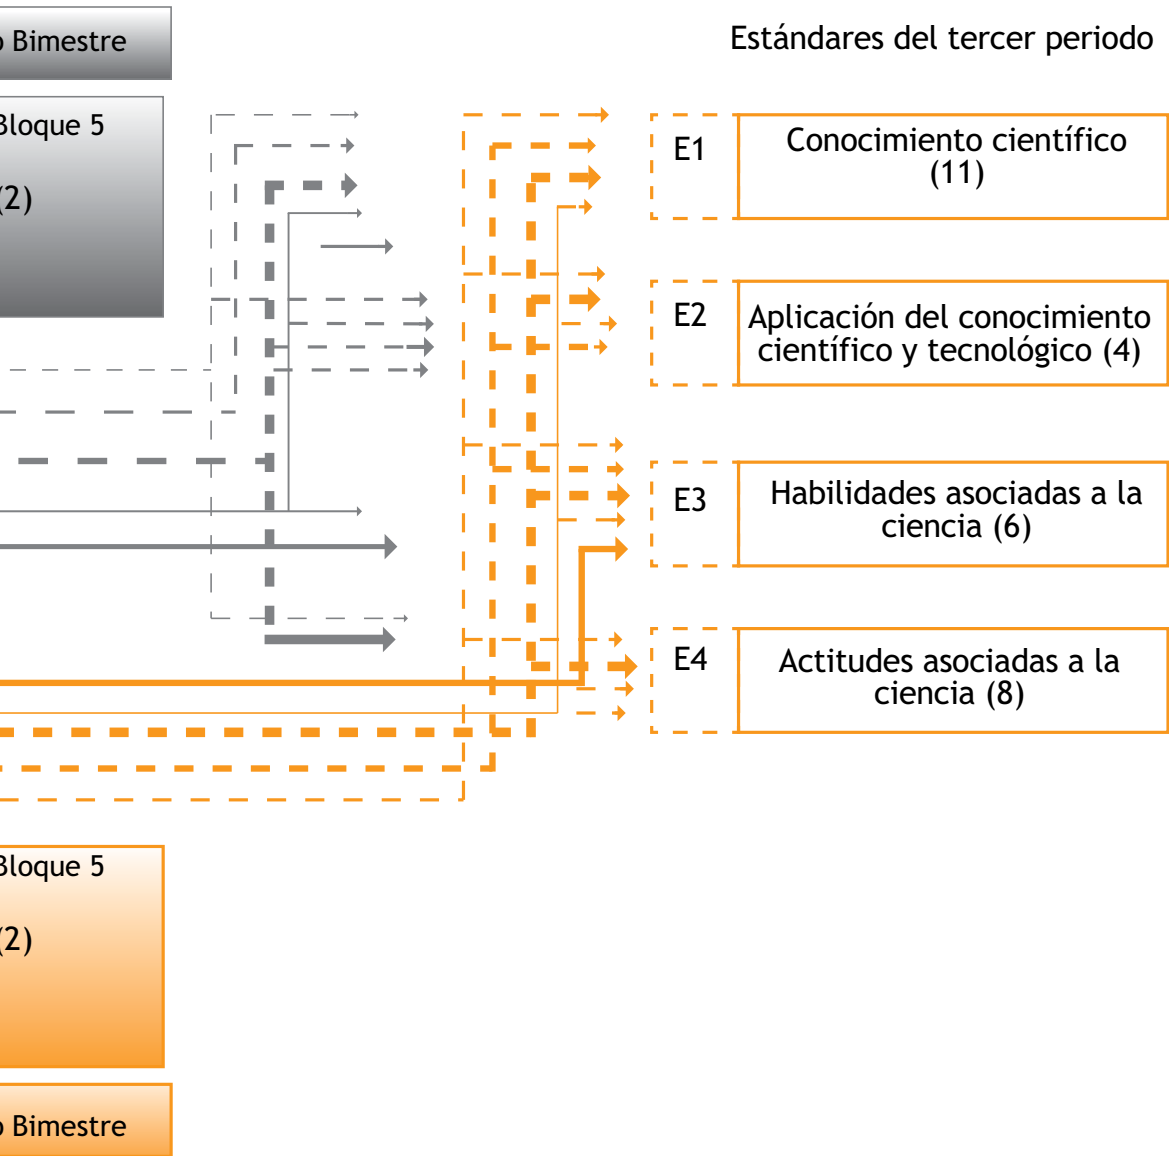 o Bimestre
Estándares del tercer periodo
Bloque 5
(2)
E1
Conocimiento científico
(11)
E2
Aplicación del conocimiento
científico y tecnológico (4)
E3
Habilidades asociadas a la
ciencia (6)
E4
Actitudes asociadas a la
ciencia (8)
Bloque 5
(2)
o Bimestre